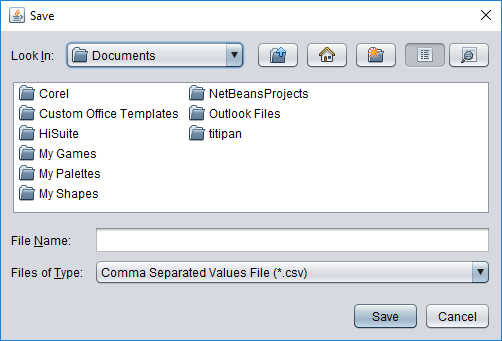 Save
Look In: Documents
Corel
Custom Office Templates
HiSuite
My Games
My Palettes
My Shapes
NetBeansProjects
Outlook Files
titipan
File Name:
Files of Type: Comma Separated Values File (*.csv)
Save Cancel